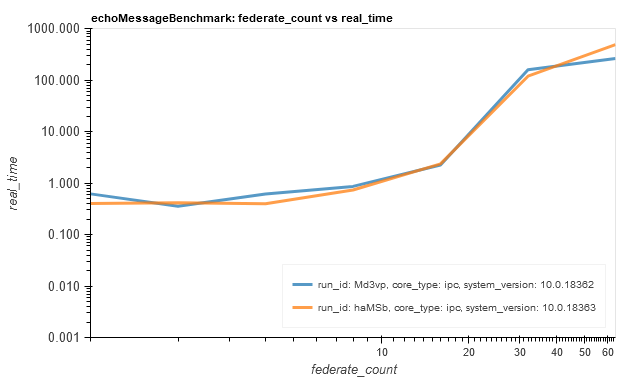 echoMessageBenchmark: federate_count vs real_time
1000.000
100.000
10.000
1.000
0.100
0.010
0.001
real_time
run_id: Md3vp, core_type: ipc, system_version: 10.0.18362
run_id: haMSb, core_type: ipc, system_version: 10.0.18363
10 20 30 40 50 60
federate_count